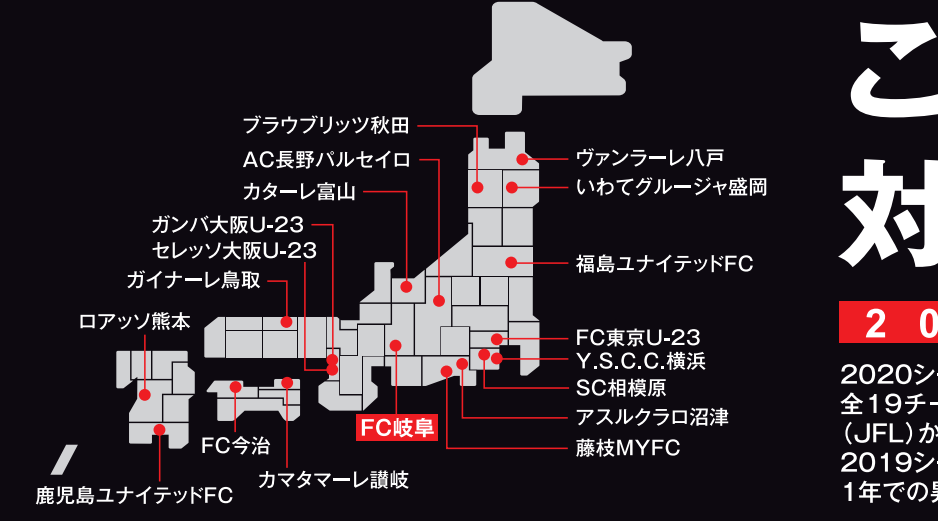 ブラウブリッツ秋田
AC長野パルセイロ
カターレ富山
ガンバ大阪U-23
セレッソ大阪U-23
ガイナーレ鳥取
ロアッソ熊本
ヴァンラーレ八戸
いわてグルージャ盛岡
福島ユナイテッドFC
FC東京U-23
Y.S.C.C.横浜
SC相模原
アスルクラロ沼津
藤枝MYFC
FC岐阜
FC今治
カマタマーレ讃岐
鹿児島ユナイテッドFC
こ
対
2 0
2020シー
全19チー
(JFL)か
2019シー
1年での